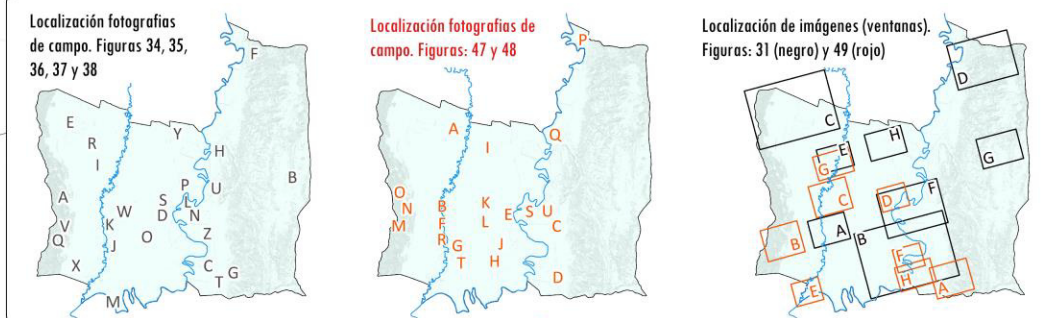 Localización fotografias
de campo. Figuras 34, 35,
36, 37 y 38
F
E
Y
R
H
I
B
P
U
A
S
L
W
D
N
V
K
Z
Q
J
O
X
C
G
T
M
Localización fotografias de
campo. Figuras: 47 y 48
P
A
Q
I
O
K
N
B
E
S
U
M
F
L
C
R
J
G
T
H
D
Localización de imágenes (ventanas).
Figuras: 31 (negro) y 49 (rojo)
D
C
H
E
G
G
F
C
D
A
B
B
F
H
A
E